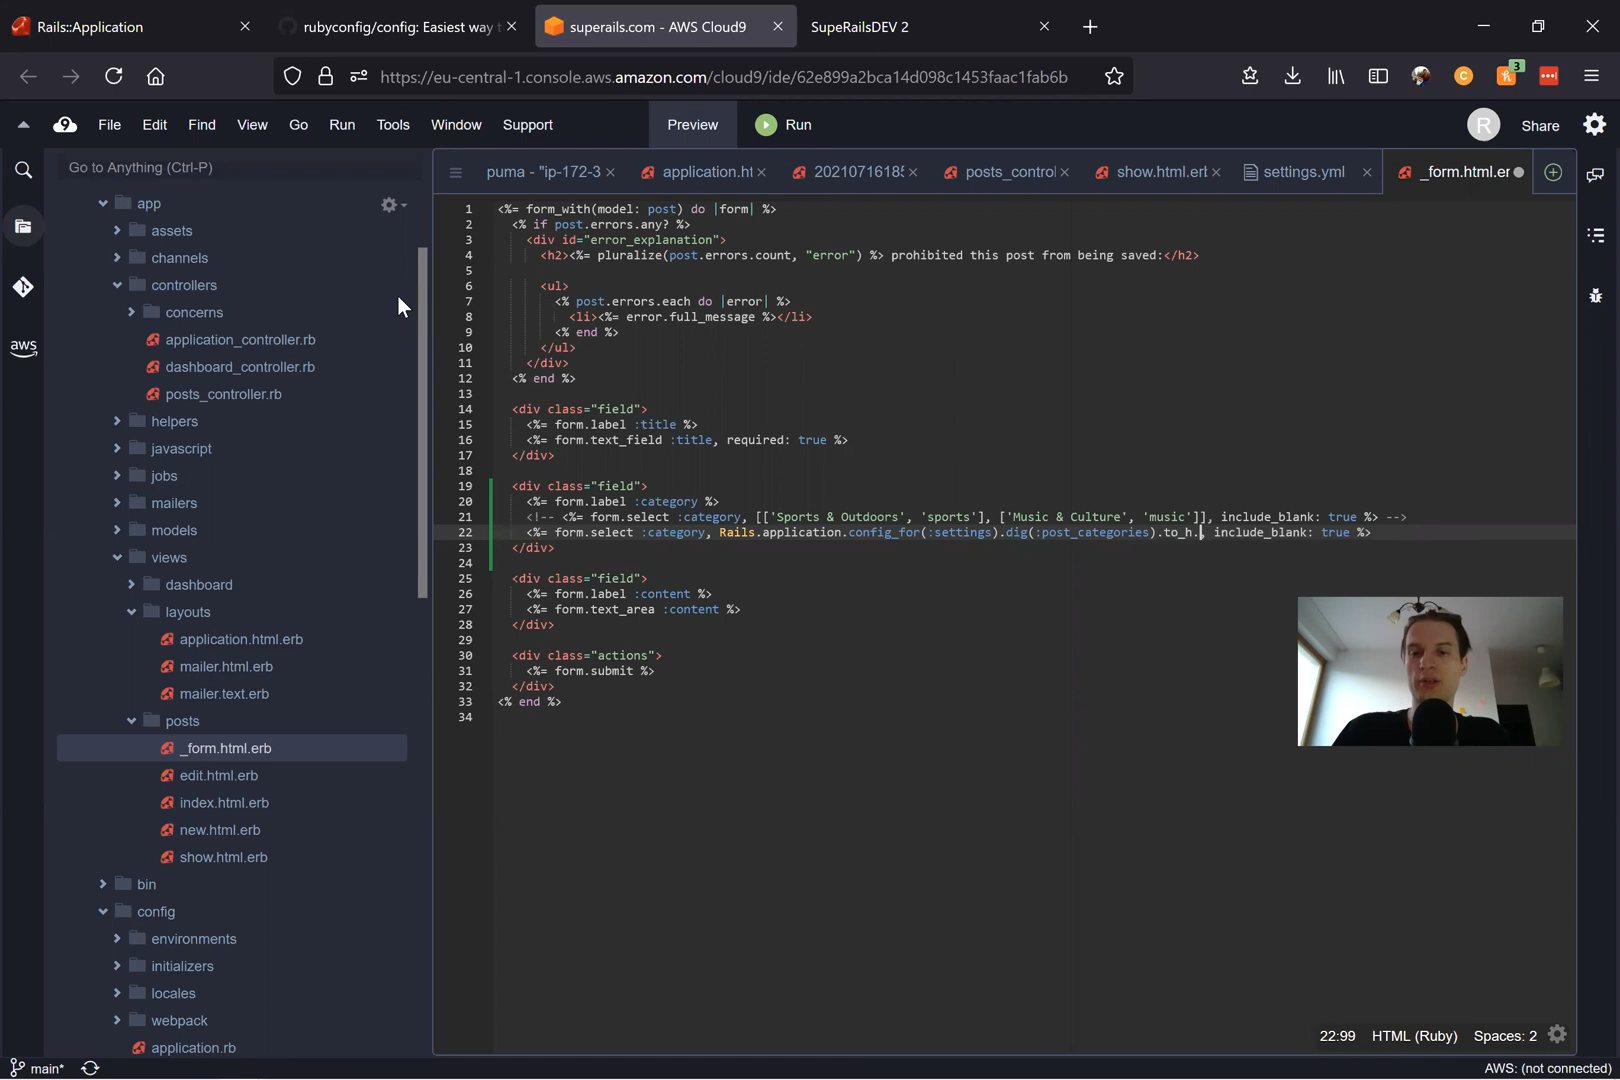 Rails::Application
rubyconfig/config: Easiest way t
superails.com - AWS Cloud9
SupeRailsDEV 2
https://eu-central-1.console.aws.amazon.com/cloud9/ide/62e899a2bca14d098c1453faac1fab6b
C
3
9
File
Edit
Find
View
Go
Run
Tools
Window
Support
Preview
Run
R
Share
Go to Anything (Ctrl-P)
puma - "ip-172-3
application.ht
2021071618
posts_control
show.html.erb
settings.yml
_form.html.er
aws
app
assets
channels
controllers
concerns
application_controller.rb
dashboard_controller.rb
posts_controller.rb
helpers
javascript
jobs
mailers
models
views
dashboard
layouts
application.html.erb
mailer.html.erb
mailer.text.erb
posts
_form.html.erb
edit.html.erb
index.html.erb
new.html.erb
show.html.erb
bin
config
environments
initializers
locales
webpack
application.rb
1 <%= form_with(model: post) do |form| %>
2 <% if post.errors.any? %>
3 <div id="error_explanation">
4 <h2><%= pluralize(post.errors.count, "error") %> prohibited this post from being saved:</h2>
5
6 <ul>
7 <% post.errors.each do |error| %>
8 <li><%= error.full_message %></li>
9 <% end %>
10 </ul>
11 </div>
12 <% end %>
13
14 <div class="field">
15 <%= form.label :title %>
16 <%= form.text_field :title, required: true %>
17 </div>
18
19 <div class="field">
20 <%= form.label :category %>
21 <!-- <%= form.select :category, [['Sports & Outdoors', 'sports'], ['Music & Culture', 'music']], include_blank: true %> -->
22 <%= form.select :category, Rails.application.config_for(:settings).dig(:post_categories).to_h., include_blank: true %>
23 </div>
24
25 <div class="field">
26 <%= form.label :content %>
27 <%= form.text_area :content %>
28 </div>
29
30 <div class="actions">
31 <%= form.submit %>
32 </div>
33 <% end %>
34
22:99 HTML (Ruby) Spaces: 2
main*
AWS: (not connected)